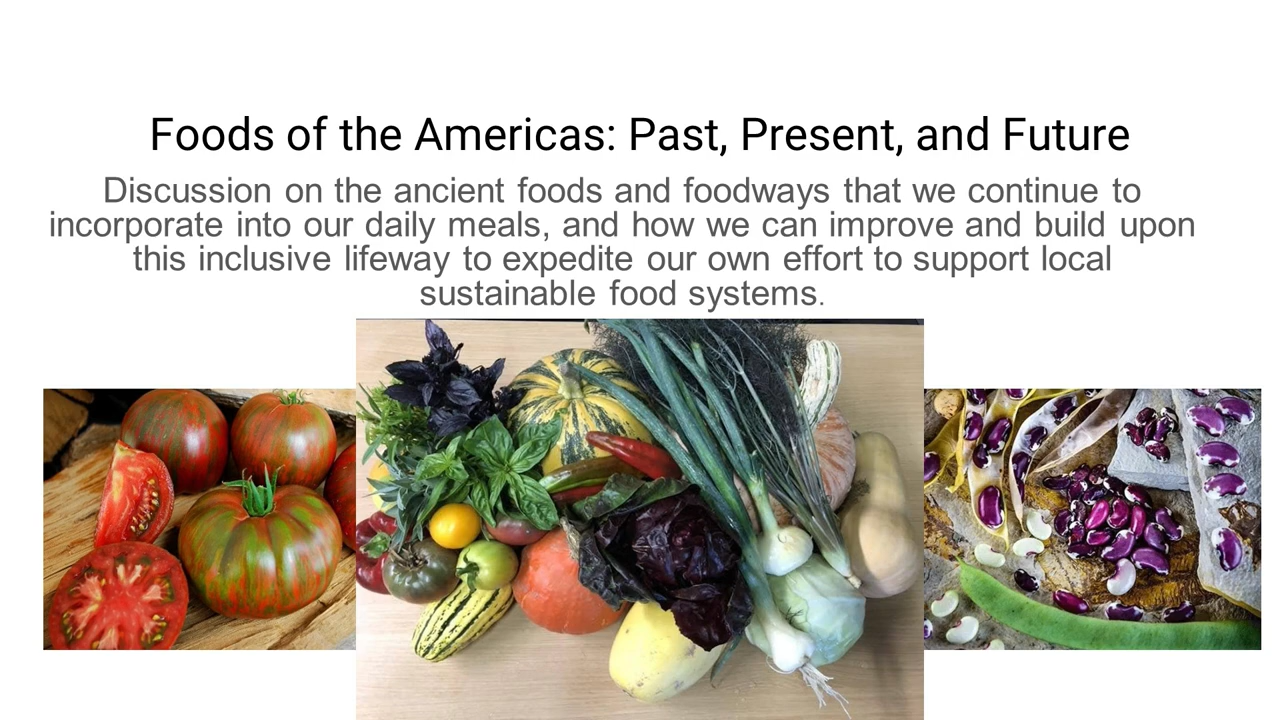 Foods of the Americas: Past, Present, and Future
Discussion on the ancient foods and foodways that we continue to
incorporate into our daily meals, and how we can improve and build upon
this inclusive lifeway to expedite our own effort to support local
sustainable food systems.